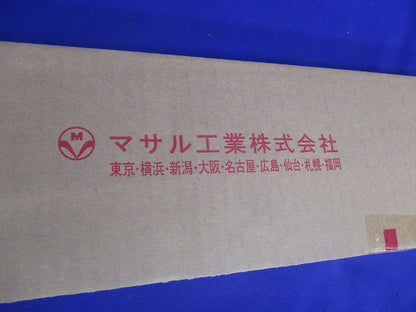 M
マサル工業株式会社
東京・横浜・新潟・大阪・名古屋・広島・仙台・札幌・福岡